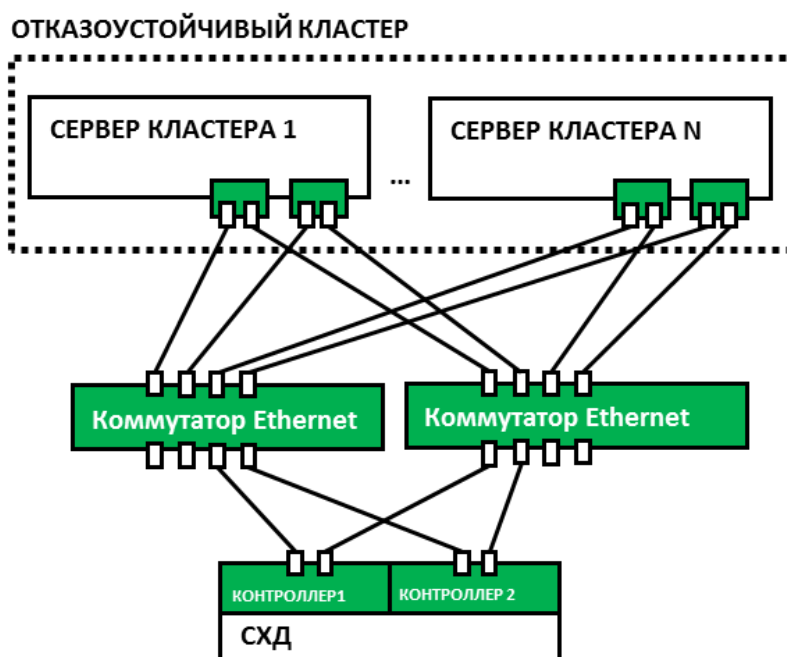 ОТКАЗОУСТОЙЧИВЫЙ КЛАСТЕР
СЕРВЕР КЛАСТЕРА 1
...
СЕРВЕР КЛАСТЕРА N
Коммутатор Ethernet
Коммутатор Ethernet
КОНТРОЛЛЕР1
КОНТРОЛЛЕР 2
СХД